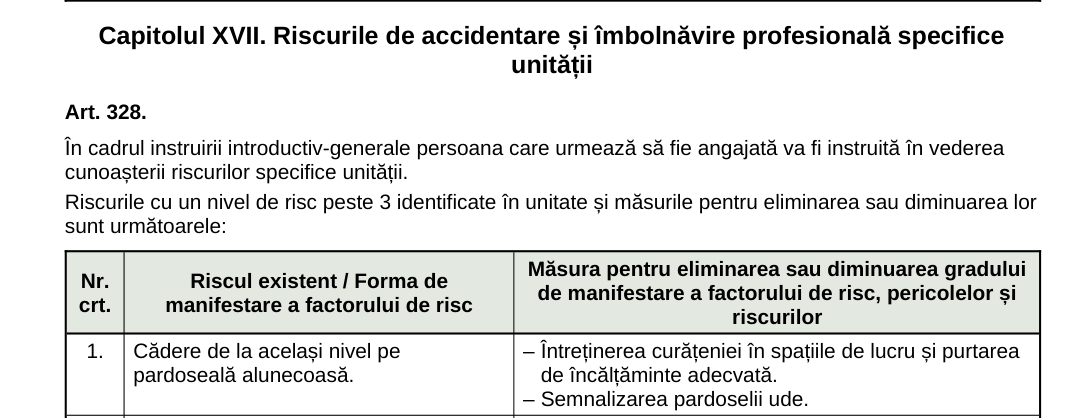 Capitolul XVII. Riscurile de accidentare și îmbolnăvire profesională specifice
unității
Art. 328.
În cadrul instruirii introductiv-generale persoana care urmează să fie angajată va fi instruită în vederea
cunoașterii riscurilor specifice unității.
Riscurile cu un nivel de risc peste 3 identificate în unitate și măsurile pentru eliminarea sau diminuarea lor
sunt următoarele:
Nr.
crt.
Riscul existent / Forma de
manifestare a factorului de risc
Măsura pentru eliminarea sau diminuarea gradului
de manifestare a factorului de risc, pericolelor și
riscurilor
1.
Cădere de la același nivel pe
pardoseală alunecoasă.
– Întreținerea curățeniei în spațiile de lucru și purtarea
de încălțăminte adecvată.
– Semnalizarea pardoselii ude.